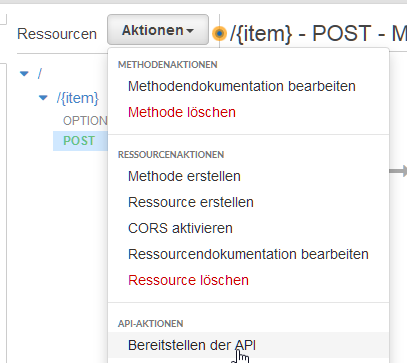 Ressourcen
Aktionen
/{item} - POST - M
/
/{item}
OPTION
POST
METHODENAKTIONEN
Methodendokumentation bearbeiten
Methode löschen
RESSOURCENAKTIONEN
Methode erstellen
Ressource erstellen
CORS aktivieren
Ressourcendokumentation bearbeiten
Ressource löschen
API-AKTIONEN
Bereitstellen der API